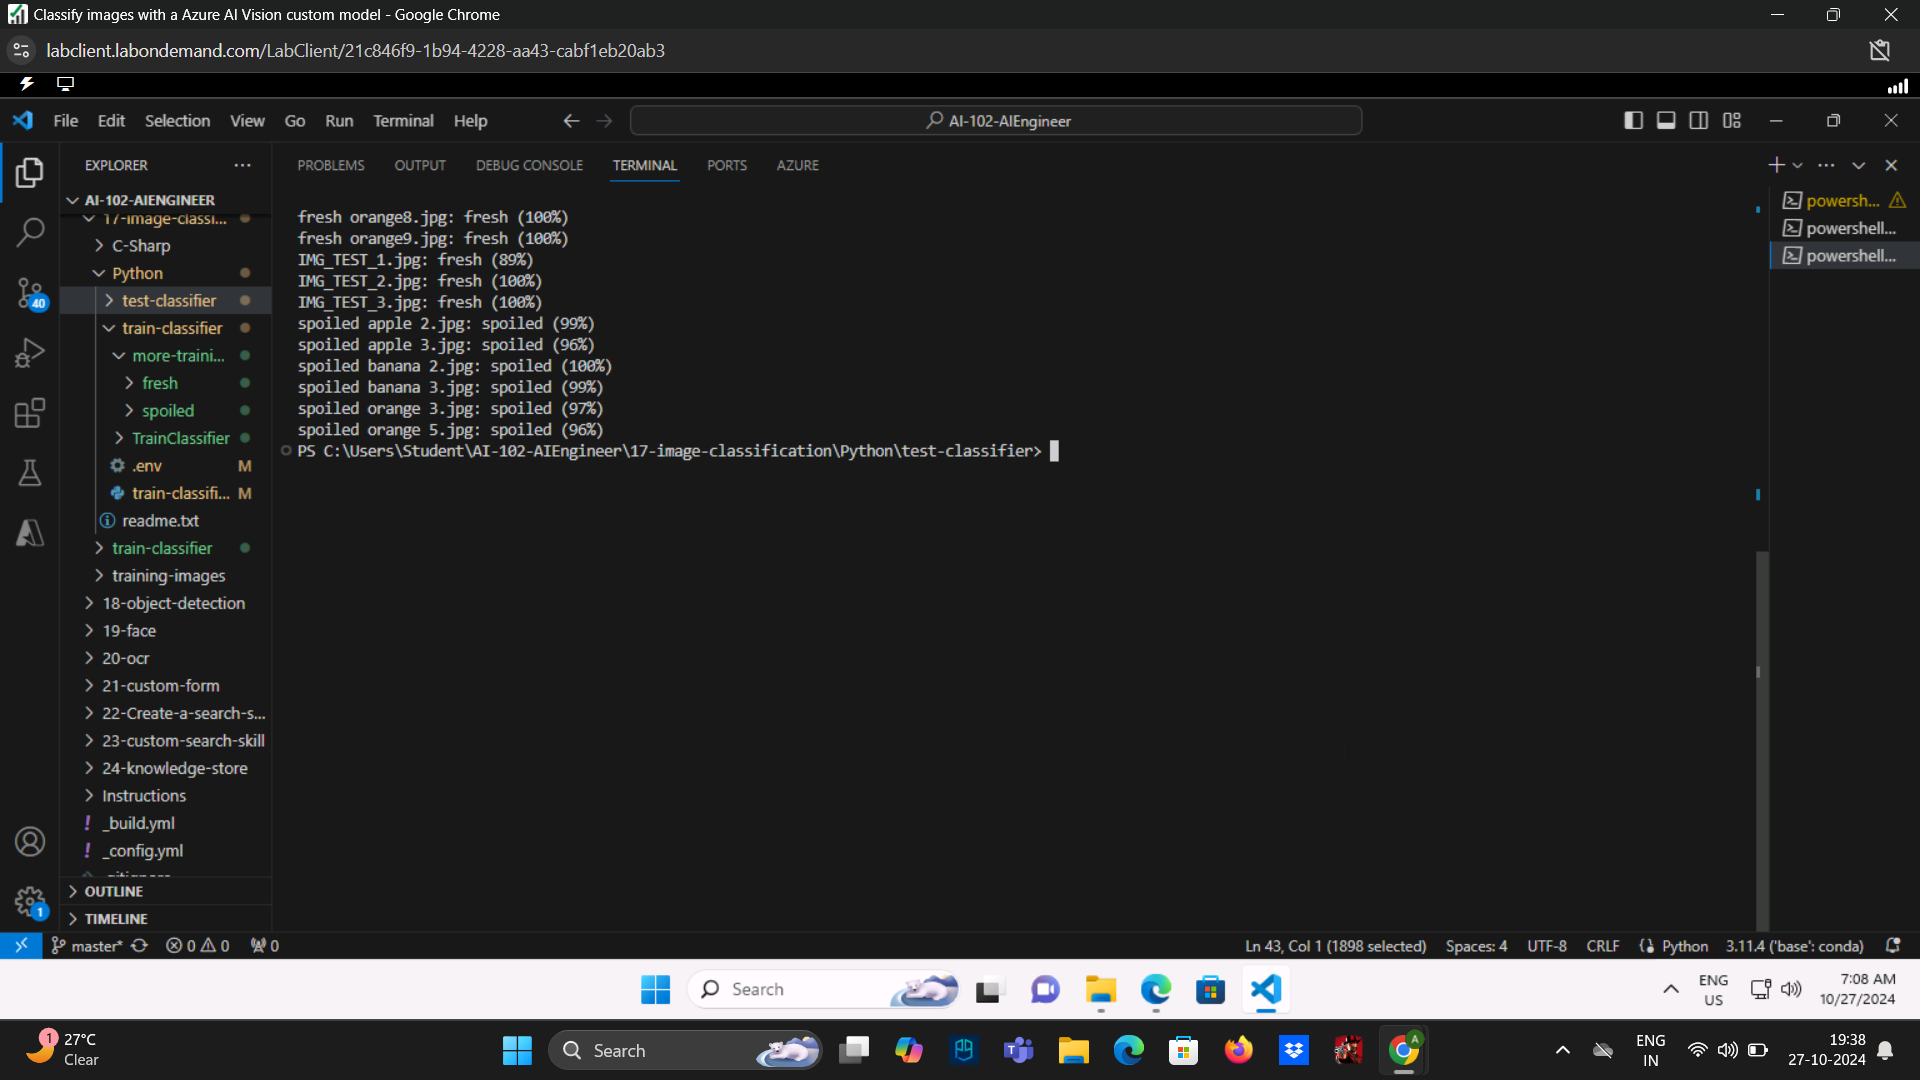 Classify images with a Azure AI Vision custom model - Google Chrome
labclient.labondemand.com/LabClient/21c846f9-1b94-4228-aa43-cabf1eb20ab3
File Edit Selection View Go Run Terminal Help
AI-102-AIEngineer
EXPLORER
AI-102-AIENGINEER
17-image-classi...
C-Sharp
Python
test-classifier
train-classifier
more-traini...
fresh
spoiled
TrainClassifier
.env M
train-classifi... M
readme.txt
train-classifier
training-images
18-object-detection
19-face
20-ocr
21-custom-form
22-Create-a-search-s...
23-custom-search-skill
24-knowledge-store
Instructions
! _build.yml
! _config.yml
.gitignore
OUTLINE
TIMELINE
40
1
PROBLEMS OUTPUT DEBUG CONSOLE TERMINAL PORTS AZURE
fresh orange8.jpg: fresh (100%)
fresh orange9.jpg: fresh (100%)
IMG_TEST_1.jpg: fresh (89%)
IMG_TEST_2.jpg: fresh (100%)
IMG_TEST_3.jpg: fresh (100%)
spoiled apple 2.jpg: spoiled (99%)
spoiled apple 3.jpg: spoiled (96%)
spoiled banana 2.jpg: spoiled (100%)
spoiled banana 3.jpg: spoiled (99%)
spoiled orange 3.jpg: spoiled (97%)
spoiled orange 5.jpg: spoiled (96%)
PS C:\Users\Student\AI-102-AIEngineer\17-image-classification\Python\test-classifier>
powersh...
powershell...
powershell...
master* 0 0 0
Ln 43, Col 1 (1898 selected) Spaces: 4 UTF-8 CRLF Python 3.11.4 ('base': conda)
Search
ENG
US
7:08 AM
10/27/2024
1
27°C
Clear
Search
A
ENG
IN
19:38
27-10-2024